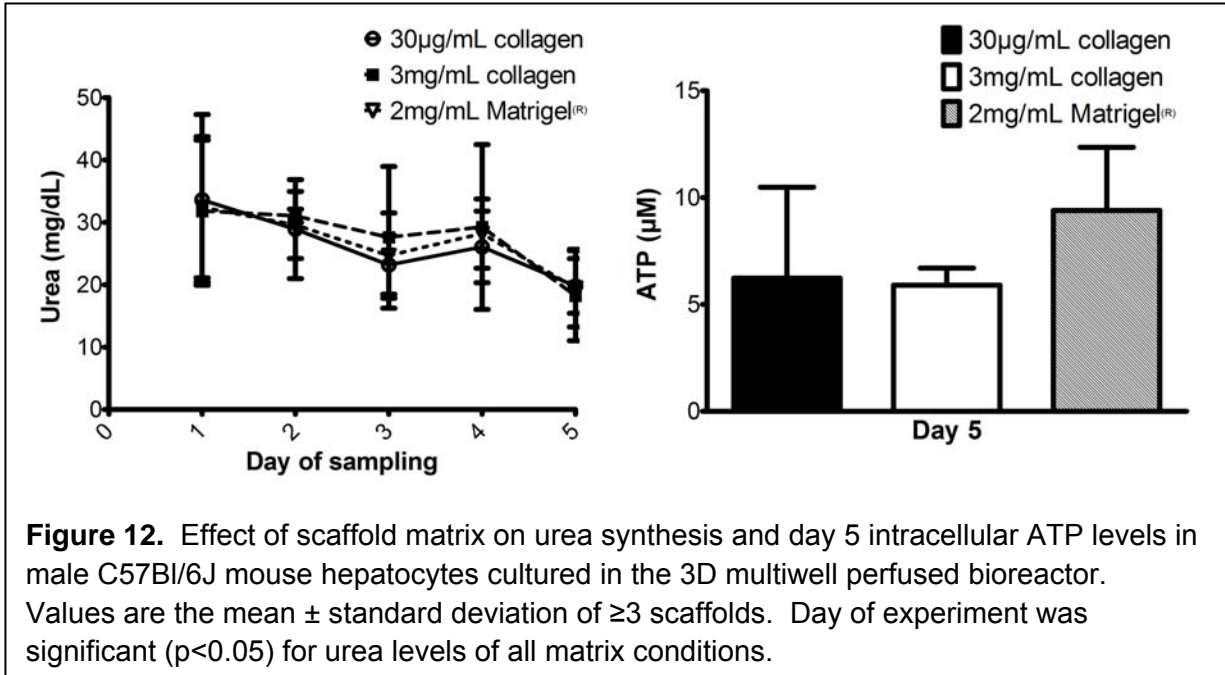 30µg/mL collagen
3mg/mL collagen
2mg/mL Matrigel(R)
50
40
30
20
10
0
Urea (mg/dL)
0
1
2
3
4
5
Day of sampling
30µg/mL collagen
3mg/mL collagen
2mg/mL Matrigel(R)
15
10
5
0
ATP (µM)
Day 5
Figure 12. Effect of scaffold matrix on urea synthesis and day 5 intracellular ATP levels in
male C57Bl/6J mouse hepatocytes cultured in the 3D multiwell perfused bioreactor.
Values are the mean ± standard deviation of ≥3 scaffolds. Day of experiment was
significant (p<0.05) for urea levels of all matrix conditions.